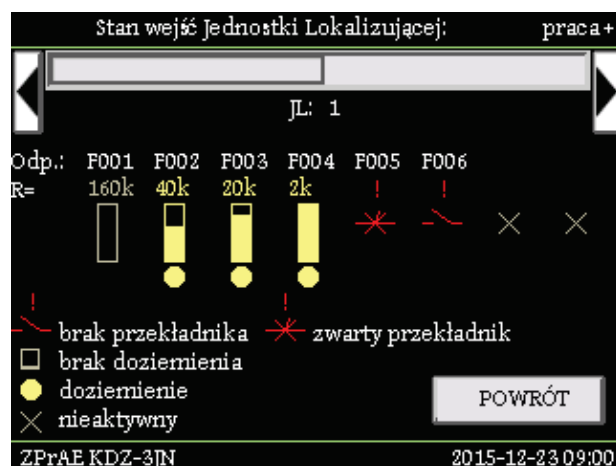 Stan wejść Jednostki Lokalizującej: praca+
JL: 1
Odp.: F001 F002 F003 F004 F005 F006
R= 160k 40k 20k 2k ! !
! !
brak przekładnika zwarty przekładnik
brak doziemienia
doziemienie
nieaktywny
POWRÓT
ZPrAE KDZ-3JN 2015-12-23 09:00